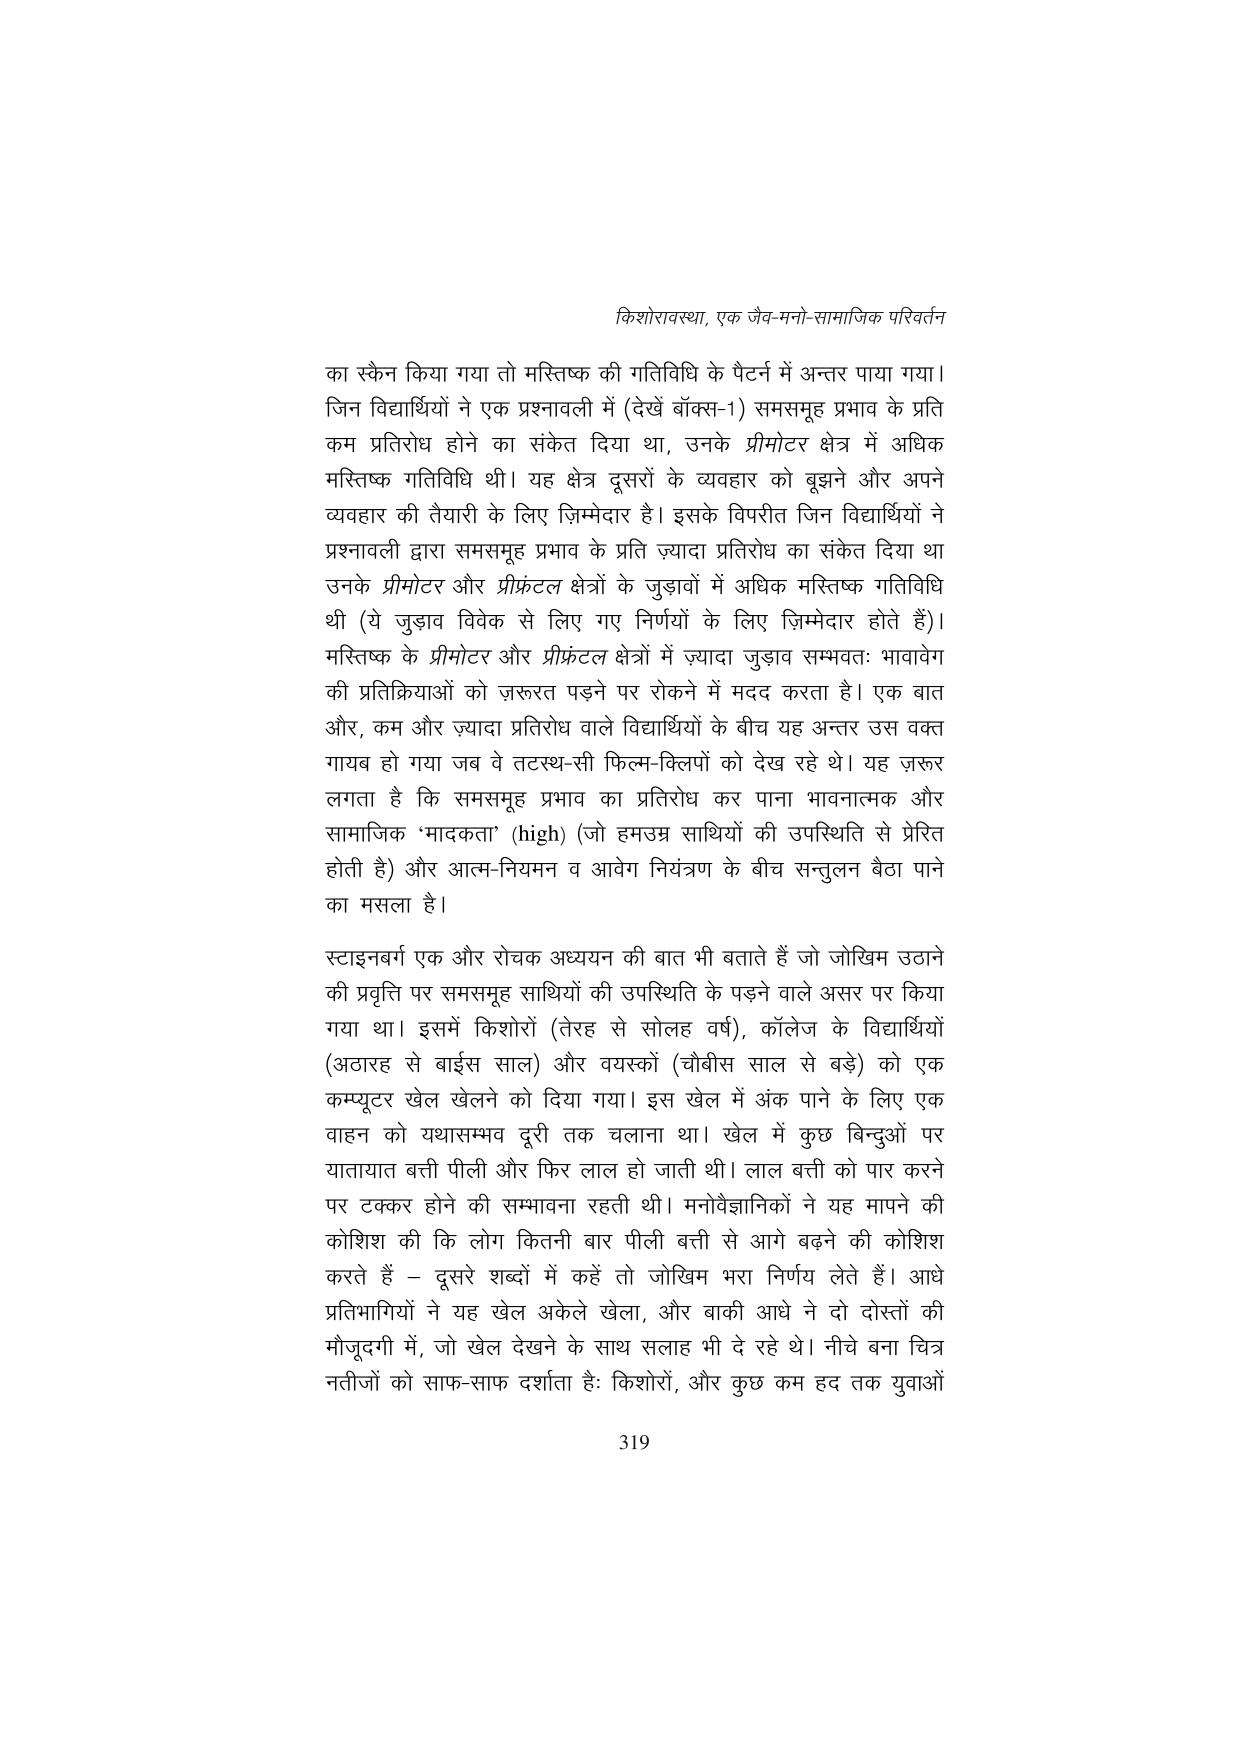 किशोरावस्था, एक जैव-मनो-सामाजिक परिवर्तन
का स्कैन किया गया तो मस्तिष्क की गतिविधि के पैटर्न में अन्तर पाया गया।
जिन विद्यार्थियों ने एक प्रश्नावली में (देखें बॉक्स-1) समसमूह प्रभाव के प्रति
कम प्रतिरोध होने का संकेत दिया था, उनके प्रीमोटर क्षेत्र में अधिक
मस्तिष्क गतिविधि थी। यह क्षेत्र दूसरों के व्यवहार को बूझने और अपने
व्यवहार की तैयारी के लिए ज़िम्मेदार है। इसके विपरीत जिन विद्यार्थियों ने
प्रश्नावली द्वारा समसमूह प्रभाव के प्रति ज़्यादा प्रतिरोध का संकेत दिया था
उनके प्रीमोटर और प्रीफ्रंटल क्षेत्रों के जुड़ावों में अधिक मस्तिष्क गतिविधि
थी (ये जुड़ाव विवेक से लिए गए निर्णयों के लिए ज़िम्मेदार होते हैं)।
मस्तिष्क के प्रीमोटर और प्रीफ्रंटल क्षेत्रों में ज़्यादा जुड़ाव सम्भवतः भावावेग
की प्रतिक्रियाओं को ज़रूरत पड़ने पर रोकने में मदद करता है। एक बात
और, कम और ज़्यादा प्रतिरोध वाले विद्यार्थियों के बीच यह अन्तर उस वक्त
गायब हो गया जब वे तटस्थ-सी फिल्म-क्लिपों को देख रहे थे। यह ज़रूर
लगता है कि समसमूह प्रभाव का प्रतिरोध कर पाना भावनात्मक और
सामाजिक ‘मादकता’ (high) (जो हमउम्र साथियों की उपस्थिति से प्रेरित
होती है) और आत्म-नियमन व आवेग नियंत्रण के बीच सन्तुलन बैठा पाने
का मसला है।
स्टाइनबर्ग एक और रोचक अध्ययन की बात भी बताते हैं जो जोखिम उठाने
की प्रवृत्ति पर समसमूह साथियों की उपस्थिति के पड़ने वाले असर पर किया
गया था। इसमें किशोरों (तेरह से सोलह वर्ष), कॉलेज के विद्यार्थियों
(अठारह से बाईस साल) और वयस्कों (चौबीस साल से बड़े) को एक
कम्प्यूटर खेल खेलने को दिया गया। इस खेल में अंक पाने के लिए एक
वाहन को यथासम्भव दूरी तक चलाना था। खेल में कुछ बिन्दुओं पर
यातायात बत्ती पीली और फिर लाल हो जाती थी। लाल बत्ती को पार करने
पर टक्कर होने की सम्भावना रहती थी। मनोवैज्ञानिकों ने यह मापने की
कोशिश की कि लोग कितनी बार पीली बत्ती से आगे बढ़ने की कोशिश
करते हैं – दूसरे शब्दों में कहें तो जोखिम भरा निर्णय लेते हैं। आधे
प्रतिभागियों ने यह खेल अकेले खेला, और बाकी आधे ने दो दोस्तों की
मौजूदगी में, जो खेल देखने के साथ सलाह भी दे रहे थे। नीचे बना चित्र
नतीजों को साफ-साफ दर्शाता हैः किशोरों, और कुछ कम हद तक युवाओं
319